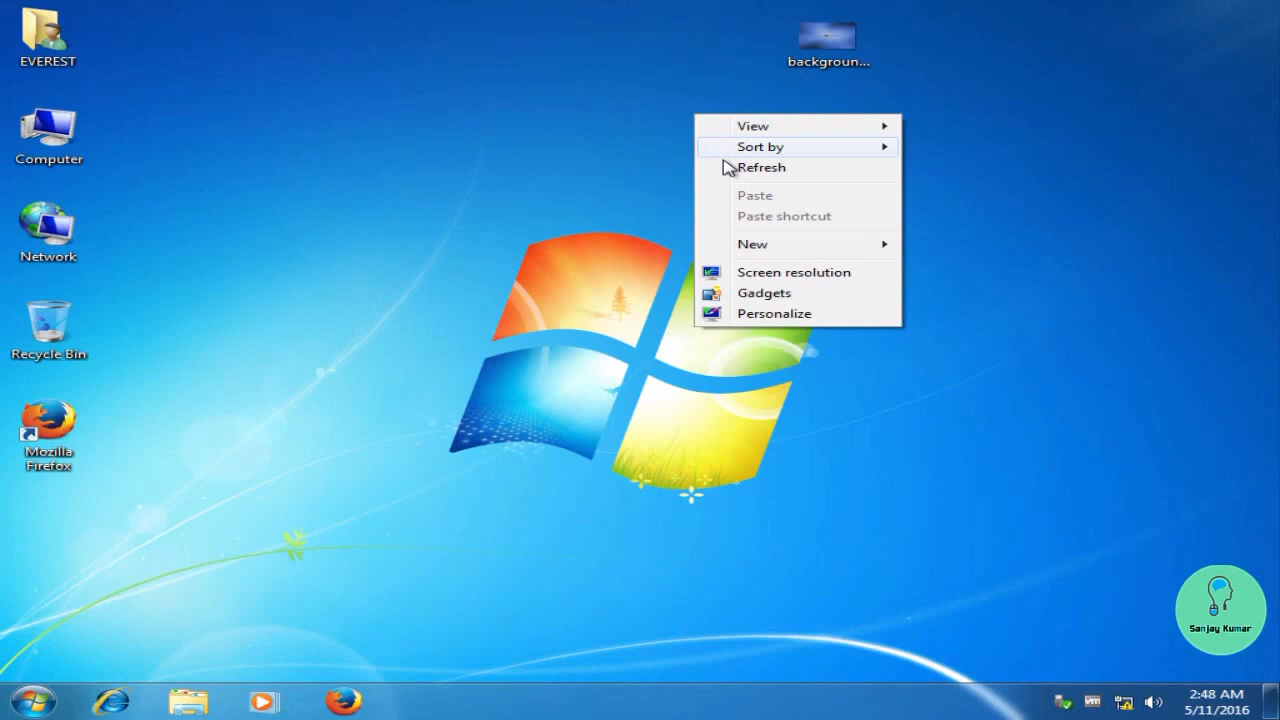 EVEREST
Computer
Network
Recycle Bin
Mozilla
Firefox
backgroun...
View
Sort by
Refresh
Paste
Paste shortcut
New
Screen resolution
Gadgets
Personalize
Sanjay Kumar
vm
2:48 AM
5/11/2016